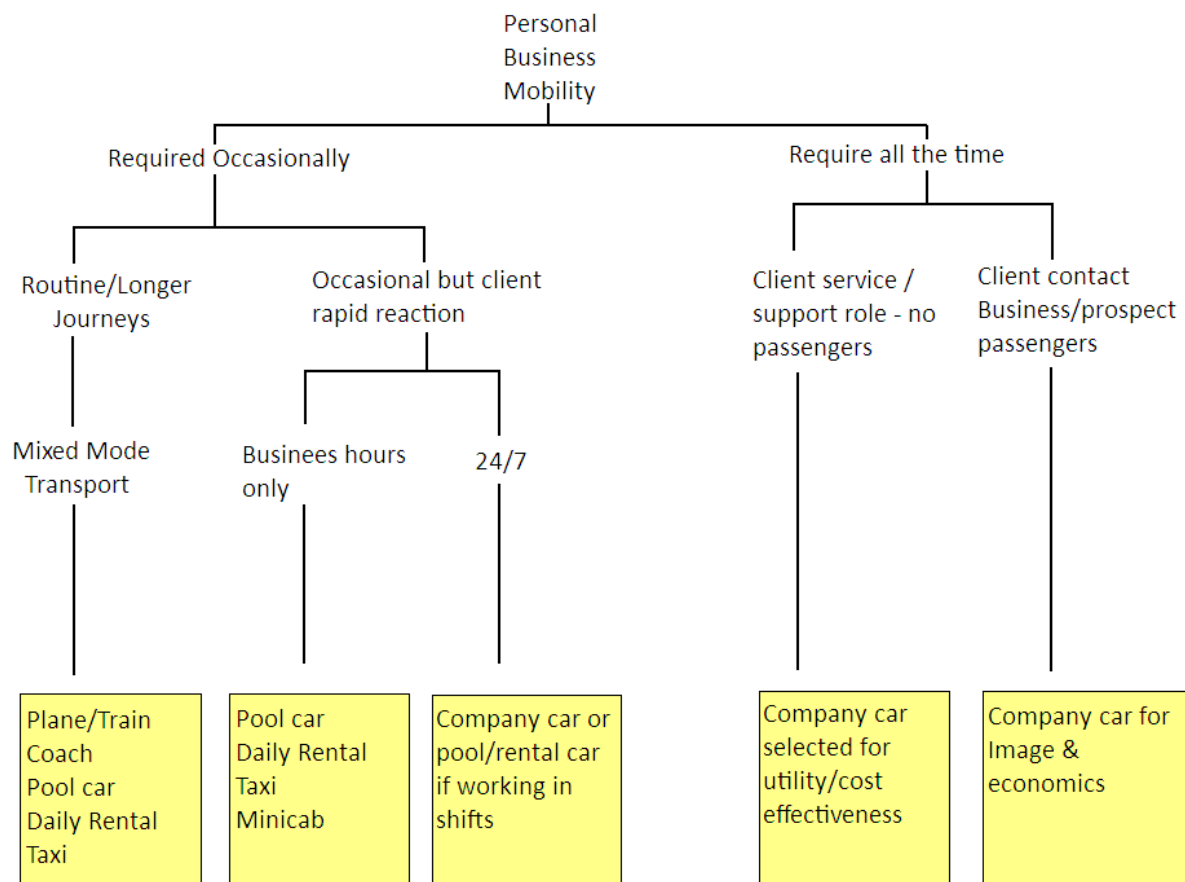 Personal
Business
Mobility
Required Occasionally
Require all the time
Routine/Longer
Journeys
Occasional but client
rapid reaction
Client service /
support role - no
passengers
Client contact
Business/prospect
passengers
Mixed Mode
Transport
Businees hours
only
24/7
Plane/Train
Coach
Pool car
Daily Rental
Taxi
Pool car
Daily Rental
Taxi
Minicab
Company car or
pool/rental car
if working in
shifts
Company car
selected for
utility/cost
effectiveness
Company car for
Image &
economics